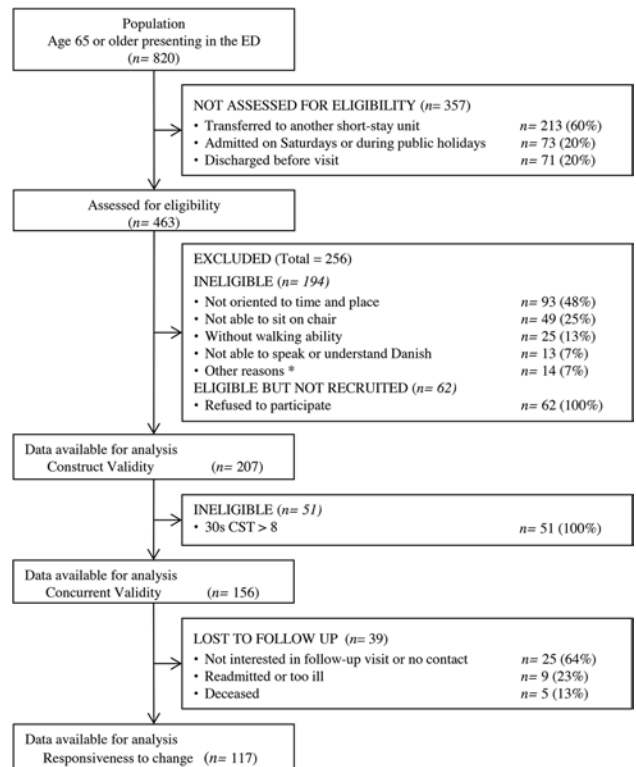 Population
Age 65 or older presenting in the ED
(n= 820)
NOT ASSESSED FOR ELIGIBILITY (n= 357)
• Transferred to another short-stay unit n= 213 (60%)
• Admitted on Saturdays or during public holidays n= 73 (20%)
• Discharged before visit n= 71 (20%)
Assessed for eligibility
(n= 463)
EXCLUDED (Total = 256)
INELIGIBLE (n= 194)
• Not oriented to time and place n= 93 (48%)
• Not able to sit on chair n= 49 (25%)
• Without walking ability n= 25 (13%)
• Not able to speak or understand Danish n= 13 (7%)
• Other reasons * n= 14 (7%)
ELIGIBLE BUT NOT RECRUITED (n= 62)
• Refused to participate n= 62 (100%)
Data available for analysis
Construct Validity (n= 207)
INELIGIBLE (n= 51)
• 30s CST > 8 n= 51 (100%)
Data available for analysis
Concurrent Validity (n= 156)
LOST TO FOLLOW UP (n= 39)
• Not interested in follow-up visit or no contact n= 25 (64%)
• Readmitted or too ill n= 9 (23%)
• Deceased n= 5 (13%)
Data available for analysis
Responsiveness to change (n= 117)